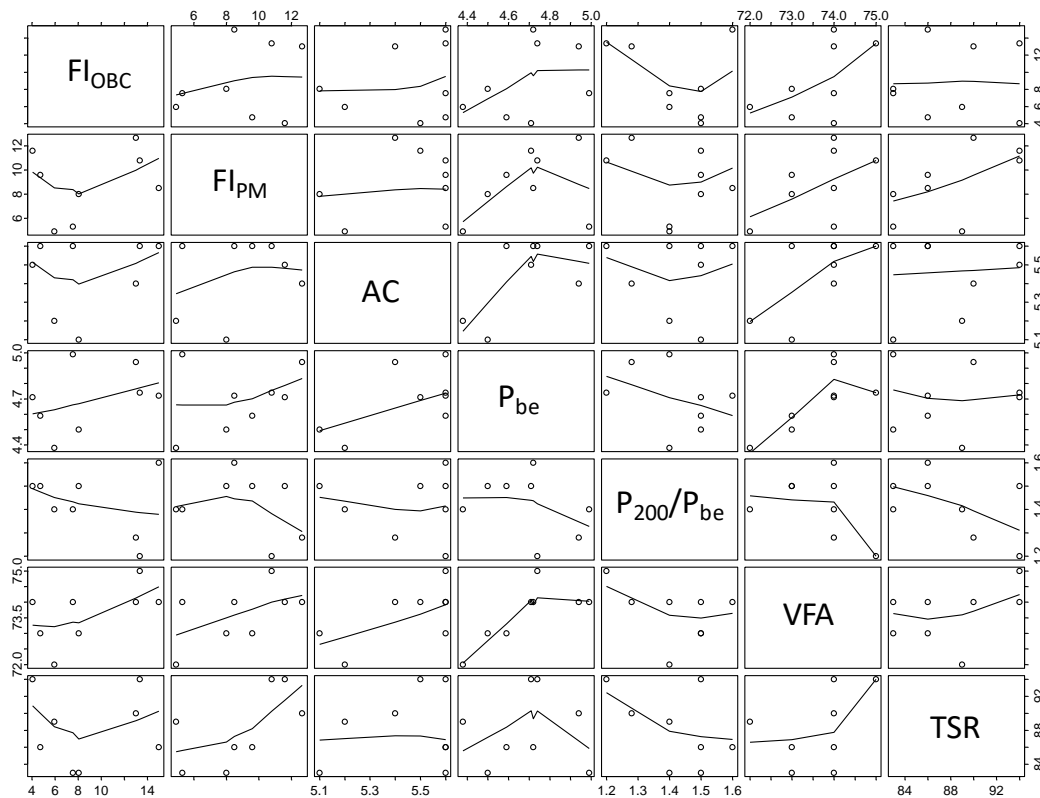 6 8 10 12 4.4 4.6 4.8 5.0 72.0 73.0 74.0 75.0
FI_OBC
4 8 12
6 8 10 12
FI_PM
AC
5.1 5.3 5.5
4.4 4.7 5.0
P_be
P_200/P_be
1.2 1.4 1.6
72.0 73.5 75.0
VFA
TSR
84 88 92
4 6 8 10 14 5.1 5.3 5.5 1.2 1.3 1.4 1.5 1.6 84 88 92